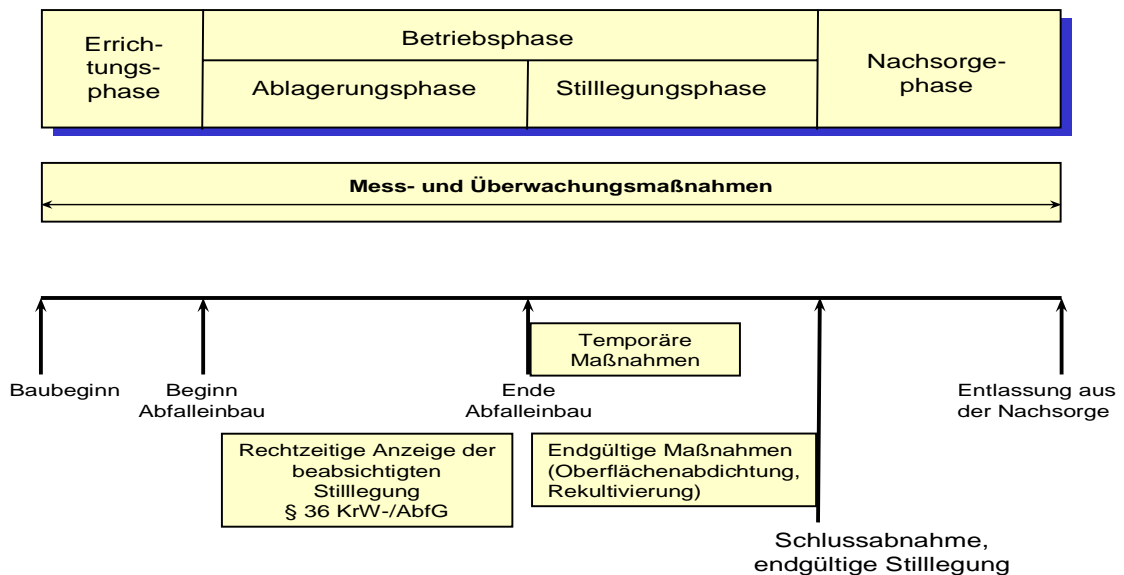 Errich-
tungs-
phase
Betriebsphase
Ablagerungsphase
Stilllegungsphase
Nachsorge-
phase
Mess- und Überwachungsmaßnahmen
Temporäre
Maßnahmen
Baubeginn
Beginn
Abfalleinbau
Ende
Abfalleinbau
Entlassung aus
der Nachsorge
Rechtzeitige Anzeige der
beabsichtigten
Stilllegung
§ 36 KrW-/AbfG
Endgültige Maßnahmen
(Oberflächenabdichtung,
Rekultivierung)
Schlussabnahme,
endgültige Stilllegung